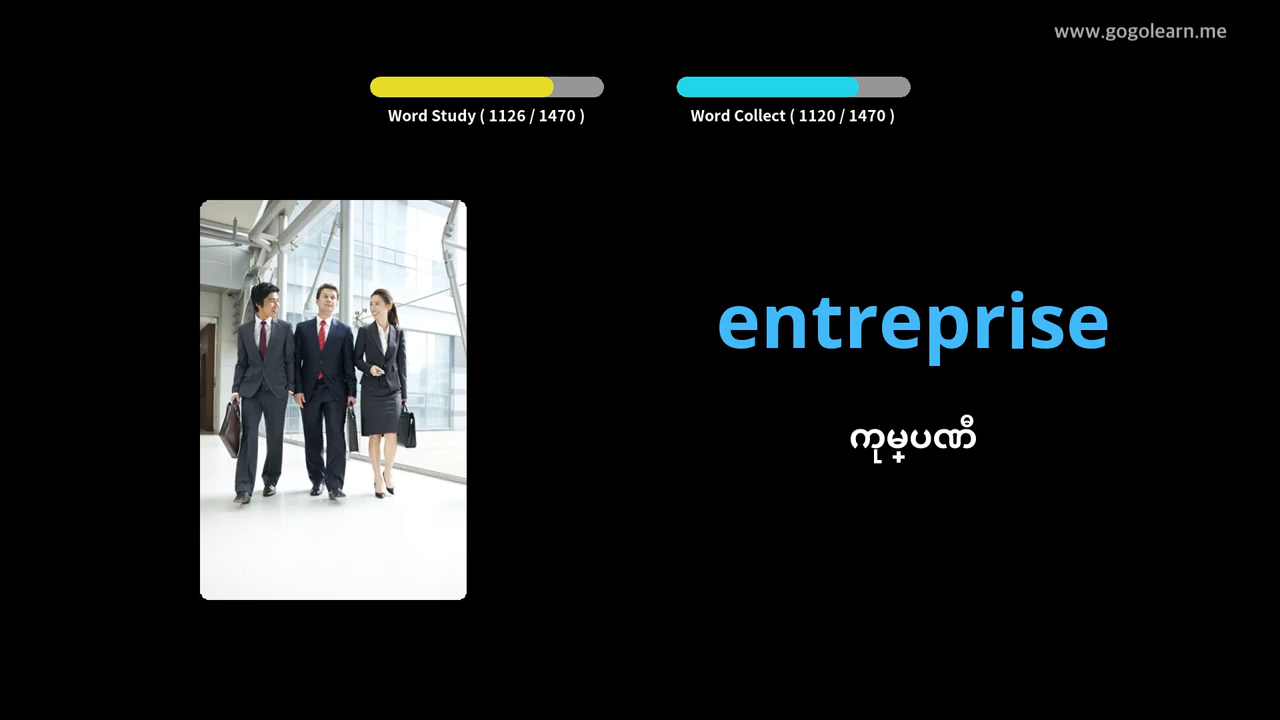 www.gogolearn.me
Word Study ( 1126 / 1470 )
Word Collect ( 1120 / 1470 )
entreprise
ကုမ္ပဏီ